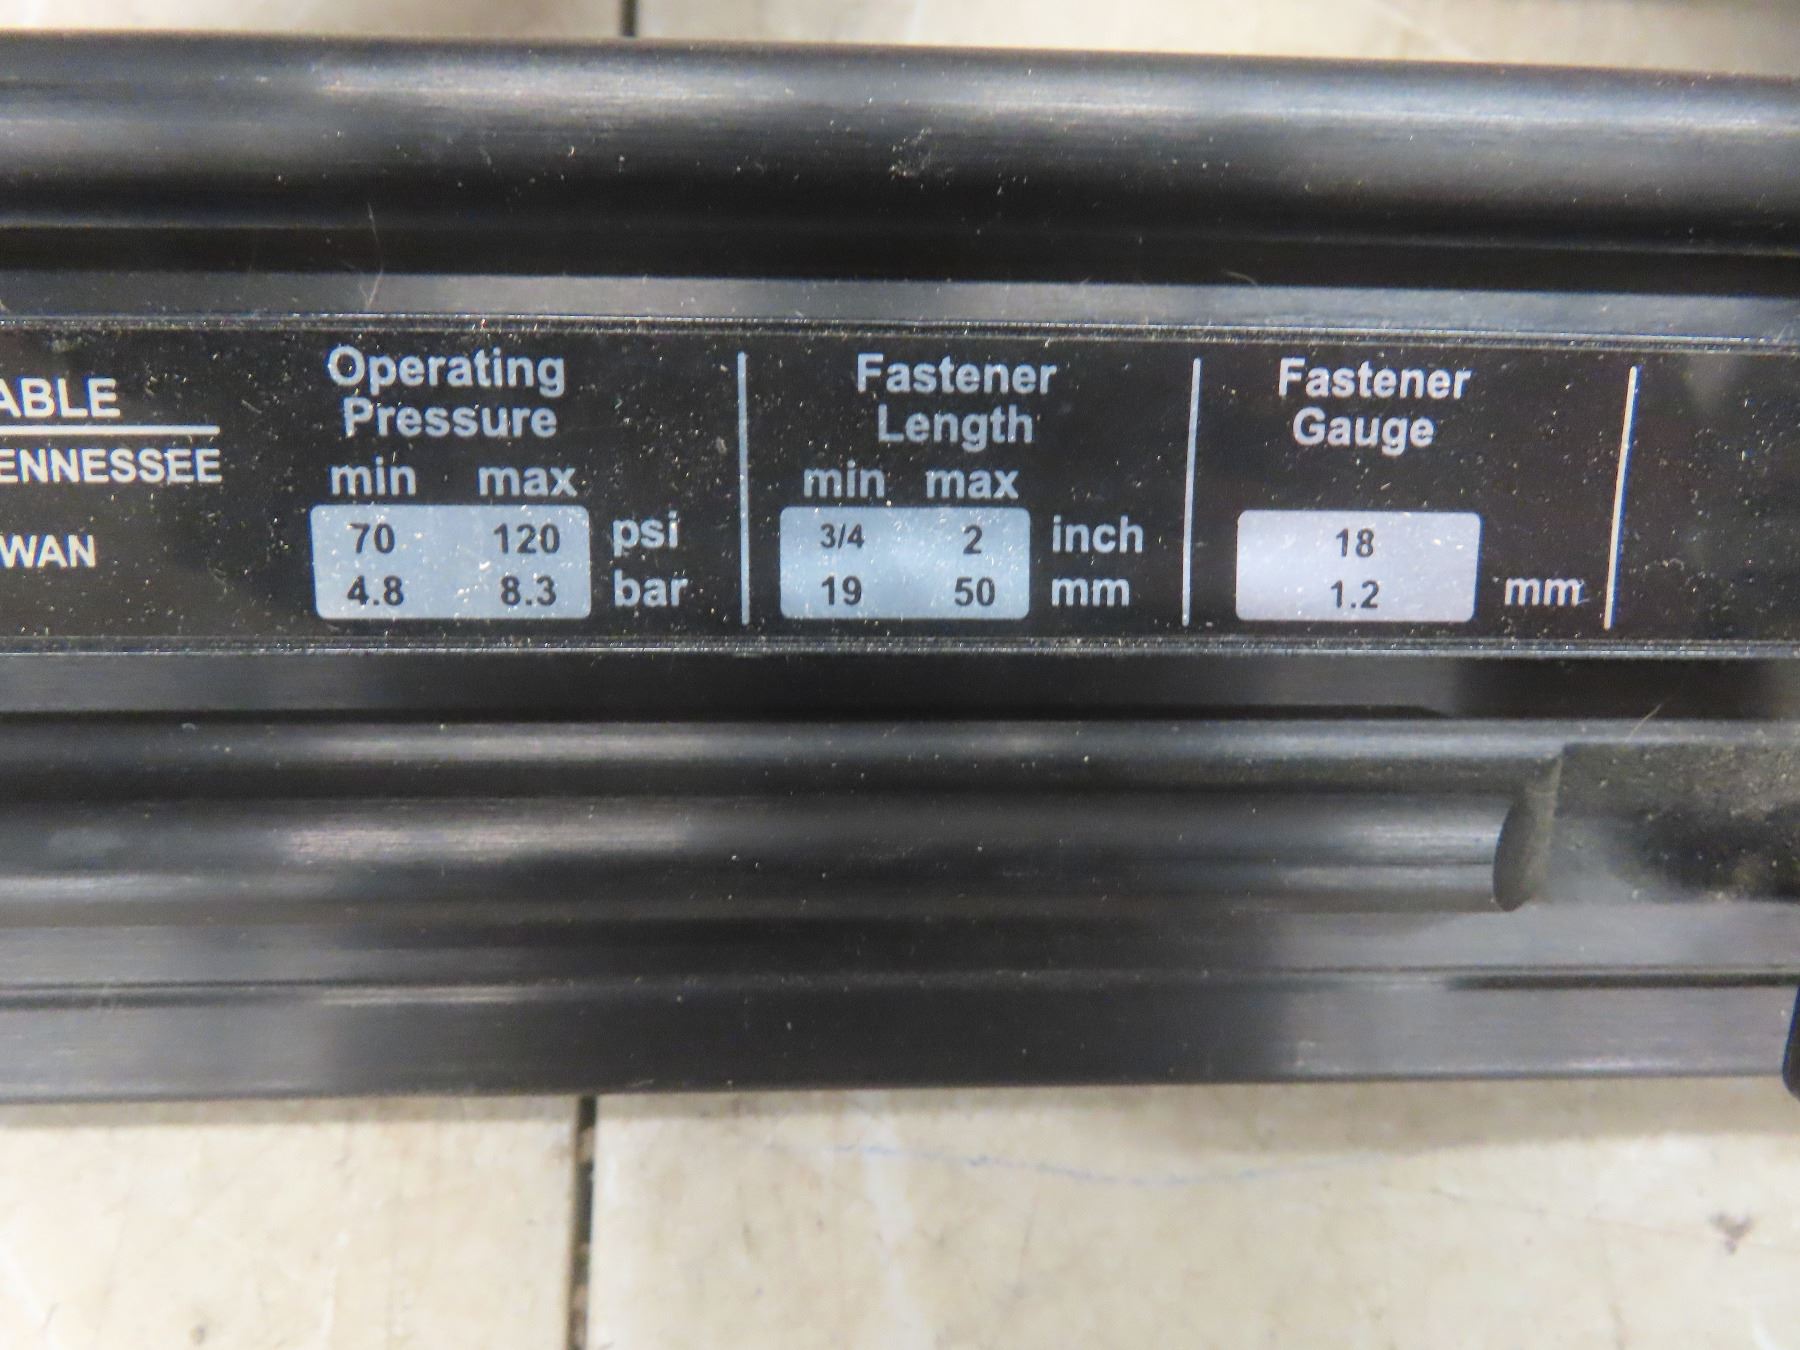 ABLE
ENNESSEE
WAN
Operating
Pressure
min max
70 120 psi
4.8 8.3 bar
Fastener
Length
min max
3/4 2 inch
19 50 mm
Fastener
Gauge
18
1.2 mm